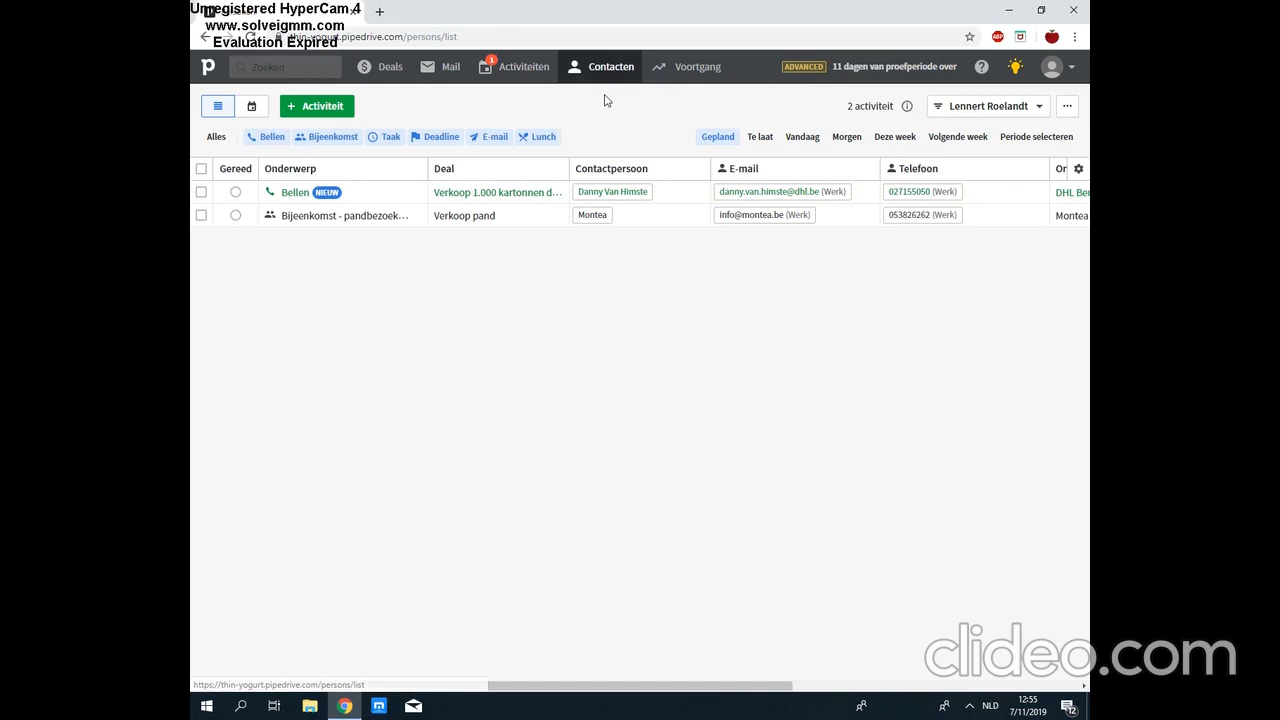 Unregistered HyperCam 4
www.solveigmm.com
Evaluation Expired
thin-yogurt.pipedrive.com/persons/list
Zoeken
Deals
Mail
1
Activiteiten
Contacten
Voortgang
ADVANCED
11 dagen van proefperiode over
+ Activiteit
2 activiteit
Lennert Roelandt
Alles
Bellen
Bijeenkomst
Taak
Deadline
E-mail
Lunch
Gepland
Te laat
Vandaag
Morgen
Deze week
Volgende week
Periode selecteren
Gereed
Onderwerp
Deal
Contactpersoon
E-mail
Telefoon
Or
Bellen NIEUW
Verkoop 1.000 kartonnen d...
Danny Van Himste
danny.van.himste@dhl.be (Werk)
027155050 (Werk)
DHL Be
Bijeenkomst - pandbezoek...
Verkoop pand
Montea
info@montea.be (Werk)
053826262 (Werk)
Montea
clideo.com
https://thin-yogurt.pipedrive.com/persons/list
NLD
12:55
7/11/2019
12